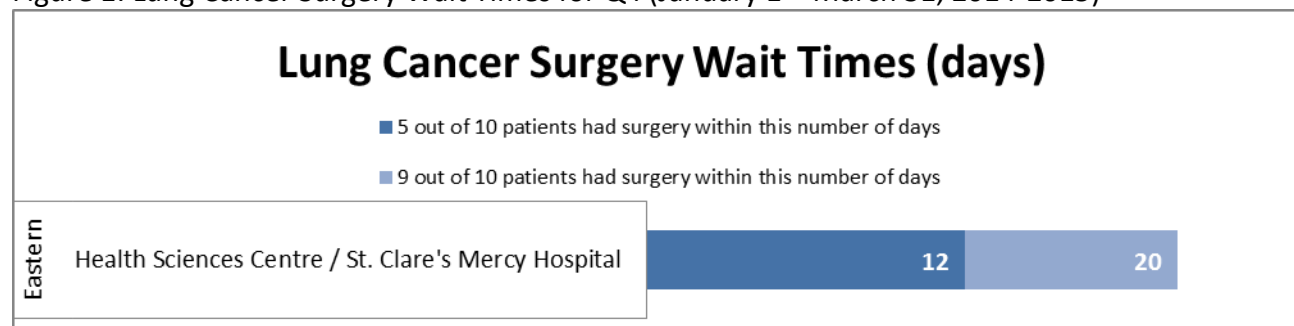 Lung Cancer Surgery Wait Times (days)
5 out of 10 patients had surgery within this number of days
9 out of 10 patients had surgery within this number of days
Eastern
Health Sciences Centre / St. Clare's Mercy Hospital
12
20